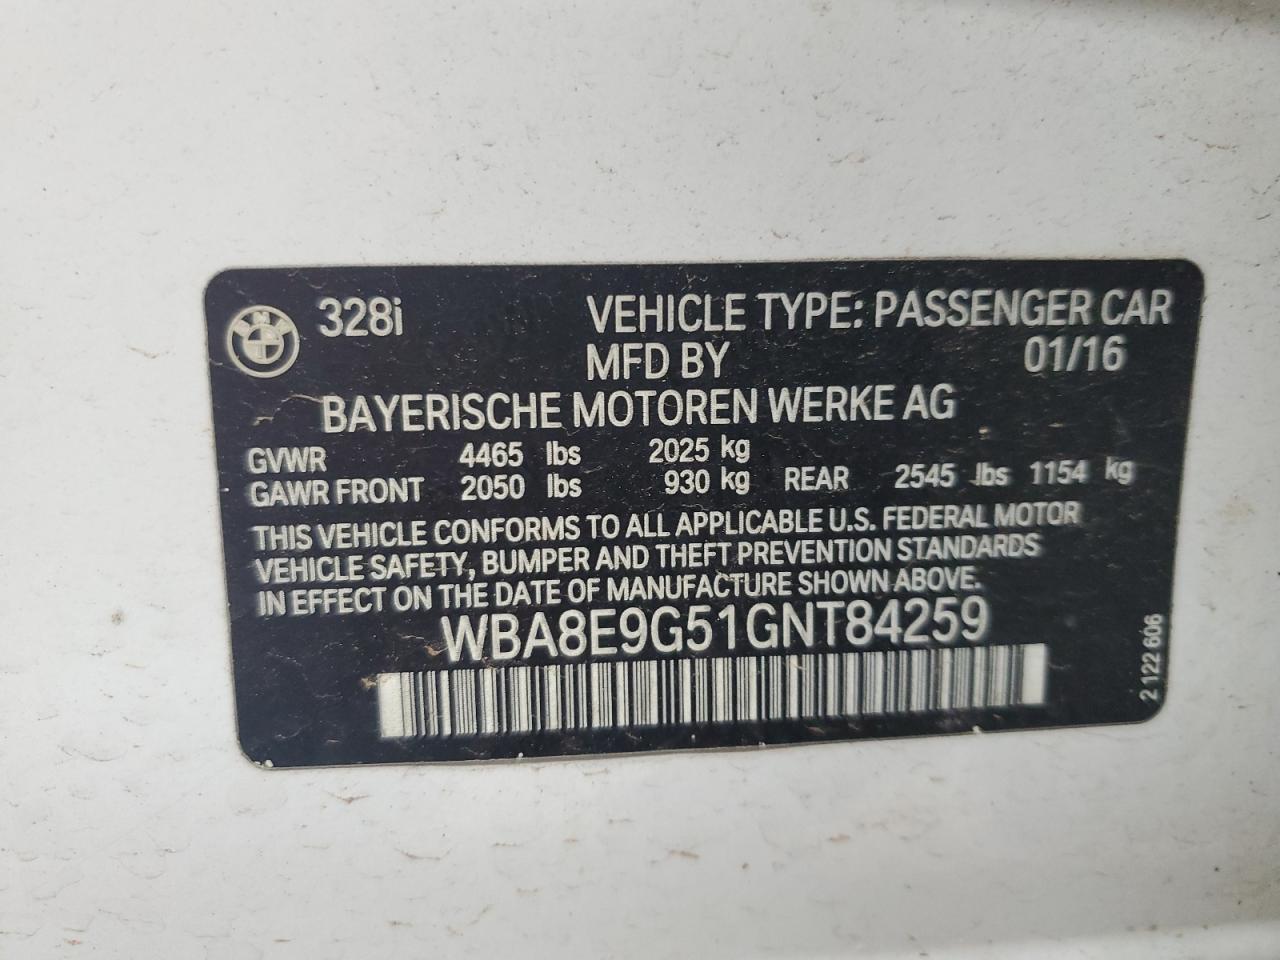 BMW 328i VEHICLE TYPE: PASSENGER CAR
MFD BY 01/16
BAYERISCHE MOTOREN WERKE AG
GVWR 4465 lbs 2025 kg
GAWR FRONT 2050 lbs 930 kg REAR 2545 lbs 1154 kg
THIS VEHICLE CONFORMS TO ALL APPLICABLE U.S. FEDERAL MOTOR
VEHICLE SAFETY, BUMPER AND THEFT PREVENTION STANDARDS
IN EFFECT ON THE DATE OF MANUFACTURE SHOWN ABOVE.
WBA8E9G51GNT84259
2 122 606